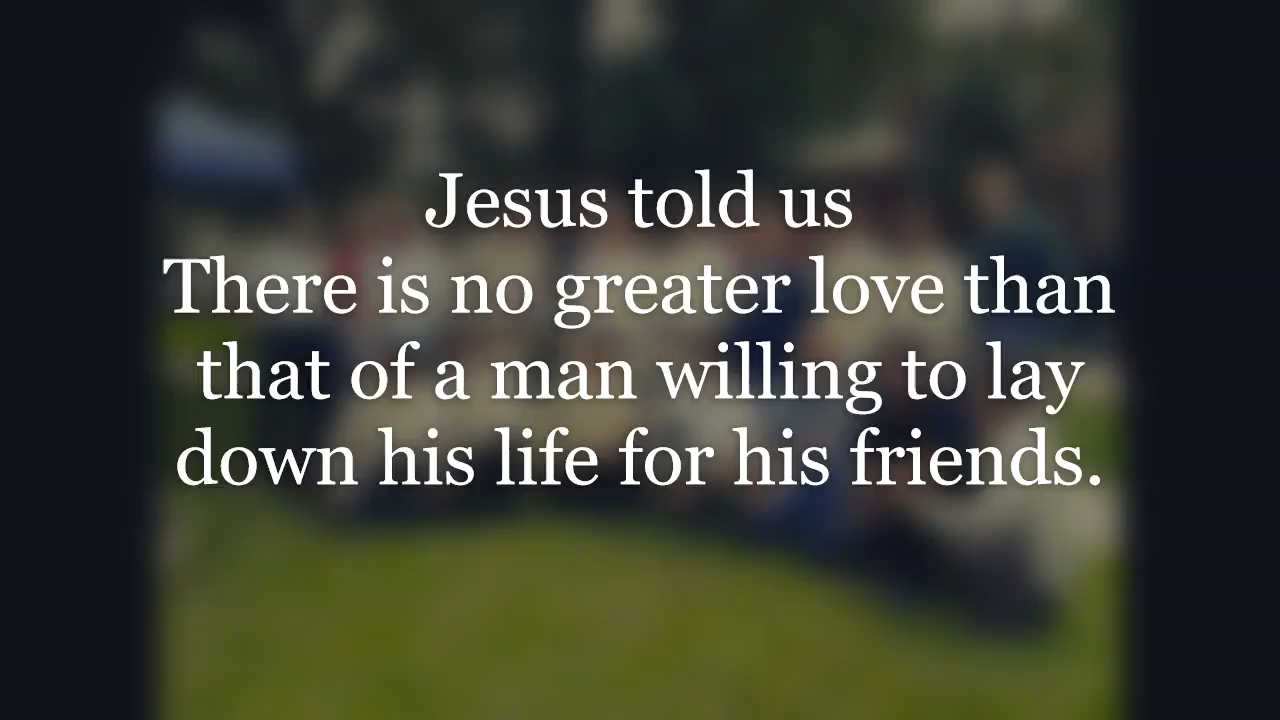 Jesus told us
There is no greater love than
that of a man willing to lay
down his life for his friends.